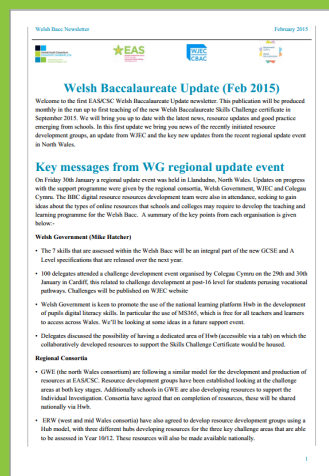 Welsh Bacc Newsletter
February 2015
EAS
WJEC
CBAC
Welsh Baccalaureate Update (Feb 2015)
Welcome to the first EAS/CSC Welsh Baccalaureate Update newsletter. This publication will be produced
monthly in the run up to first teaching of the new Welsh Baccalaureate Skills Challenge certificate in
September 2015. We will bring you up to date with the latest news, resource updates and good practice
emerging from schools. In this first update we bring you news of the recently initiated resource
development groups, an update from WJEC and the key new updates from the recent regional update event
in North Wales.
Key messages from WG regional update event
On Friday 30th January a regional update event was held in Llandudno, North Wales. Updates on progress
with the support programme were given by the regional consortia, Welsh Government, WJEC and Colegau
Cymru. The BBC digital resources resource development team were also in attendance, seeking to gain
ideas about the types of online resources that schools and colleges may require to develop the teaching and
learning programme for the Welsh Bacc. A summary of the key points from each organisation is given
below:-
Welsh Government (Mike Hatcher)
• The 7 skills that are assessed within the Welsh Bacc will be an integral part of the new GCSE and A
Level specifications that are released over the next year.
• 100 delegates attended a challenge development event organised by Colegau Cymru on the 29th and 30th
January in Cardiff, this related to challenge development at post-16 level for students perusing vocational
pathways. Challenges will be published on WJEC website
• Welsh Government is keen to promote the use of the national learning platform Hwb in the development
of pupils digital literacy skills. In particular the use of MS365, which is free for all teachers and learners
to access across Wales. We'll be looking at some ideas in a future support event.
• Delegates discussed the possibility of having a dedicated area of Hwb (accessible via a tab) on which the
collaboratively developed resources to support the Skills Challenge Certificate would be housed.
Regional Consortia
• GWE (the north Wales consortium) are following a similar model for the development and production of
resources at EAS/CSC. Resource development groups have been established looking at the challenge
areas at both key stages. Additionally schools in GWE are also developing resources to support the
Individual Investigation. Consortia have agreed that on completion of resources, these will be shared
nationally via Hwb.
• ERW (west and mid Wales consortia) have also agreed to develop resource development groups using a
Hub model, with three different hubs developing resources for the three key challenge areas that are able
to be assessed in Year 10/12. These resources will also be made available nationally.
1